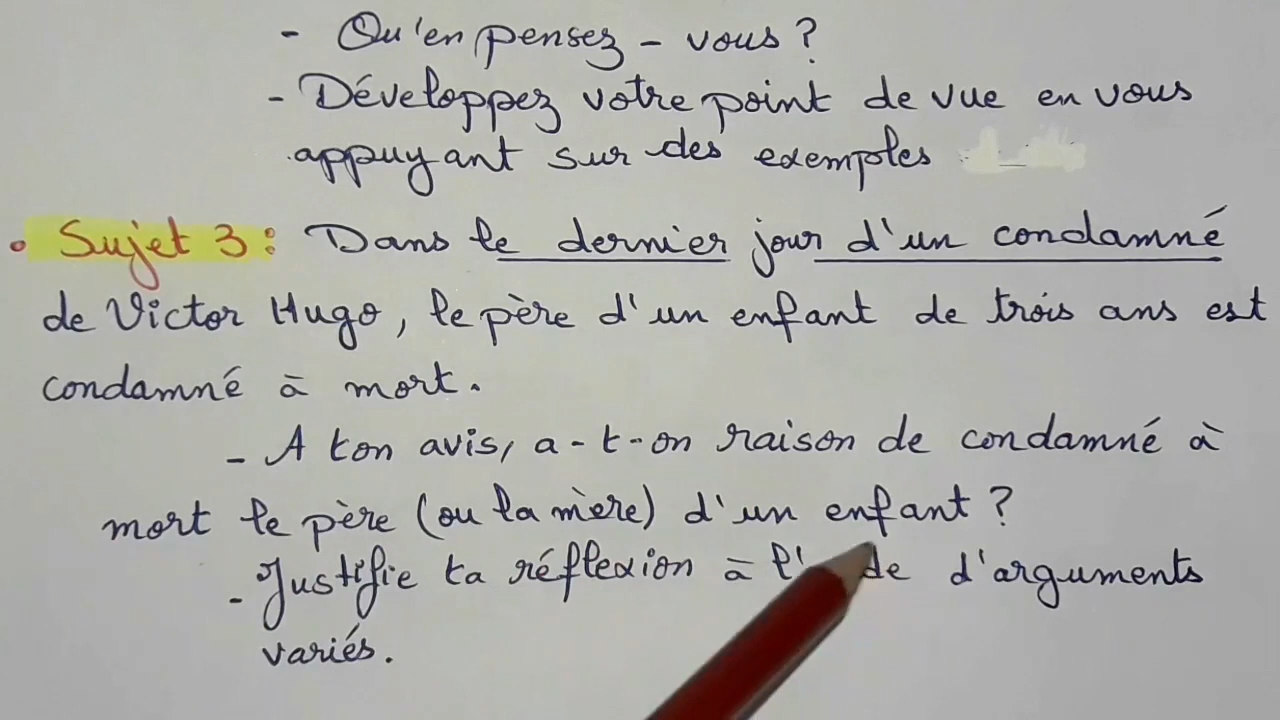 - Qu'en pensez-vous ?
- Développez votre point de vue en vous
appuyant sur des exemples
• Sujet 3 : Dans le dernier jour d'un condamné
de Victor Hugo, le père d'un enfant de trois ans est
condamné à mort.
- A ton avis, a-t-on raison de condamné à
mort le père (ou la mère) d'un enfant ?
- Justifie ta réflexion à l' de d'arguments
variés.